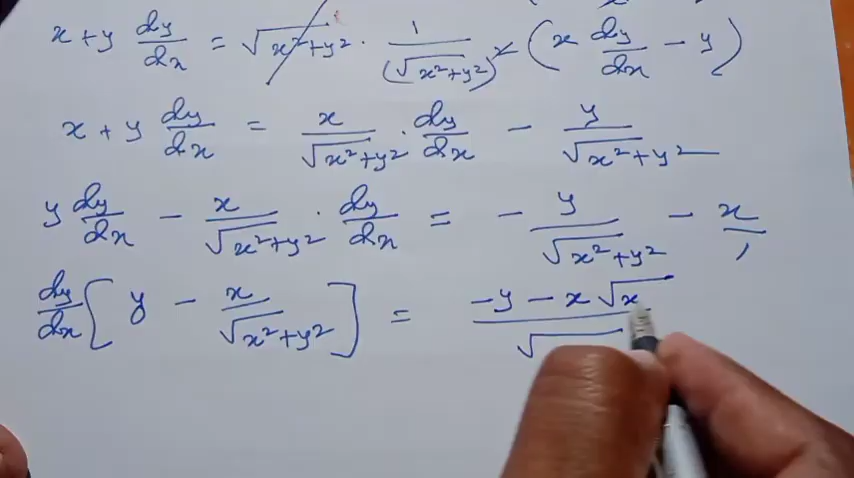 x + y dy/dx = √(x²+y²) · 1/(√(x²+y²))² (x dy/dx − y)
x + y dy/dx = x/√(x²+y²) · dy/dx − y/√(x²+y²)
y dy/dx − x/√(x²+y²) · dy/dx = − y/√(x²+y²) − x/1
dy/dx [ y − x/√(x²+y²) ] = (−y − x√x)/√